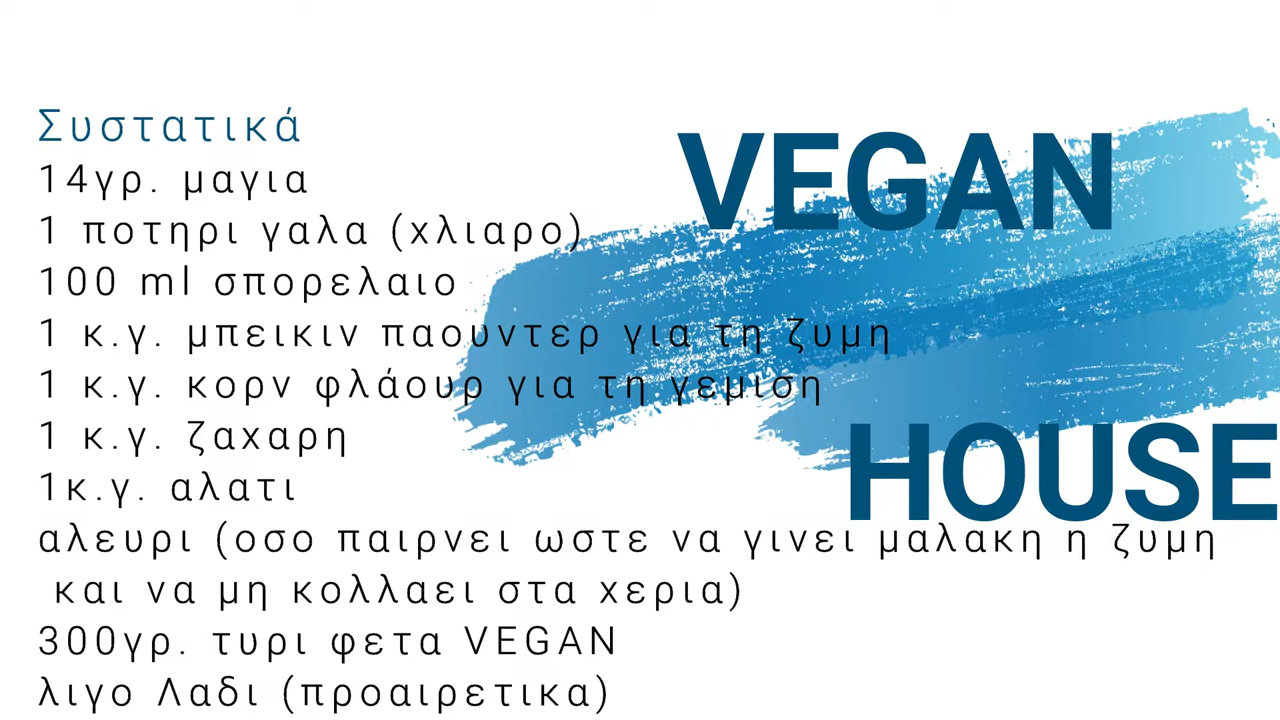 Συστατικά
14γρ. μαγια
1 ποτηρι γαλα (χλιαρο)
100 ml σπορελαιο
1 κ.γ. μπεικιν παουντερ για τη ζυμη
1 κ.γ. κορν φλάουρ για τη γεμιση
1 κ.γ. ζαχαρη
1κ.γ. αλατι
αλευρι (οσο παιρνει ωστε να γινει μαλακη η ζυμη
και να μη κολλαει στα χερια)
300γρ. τυρι φετα VEGAN
λιγο Λαδι (προαιρετικα)
VEGAN
HOUSE